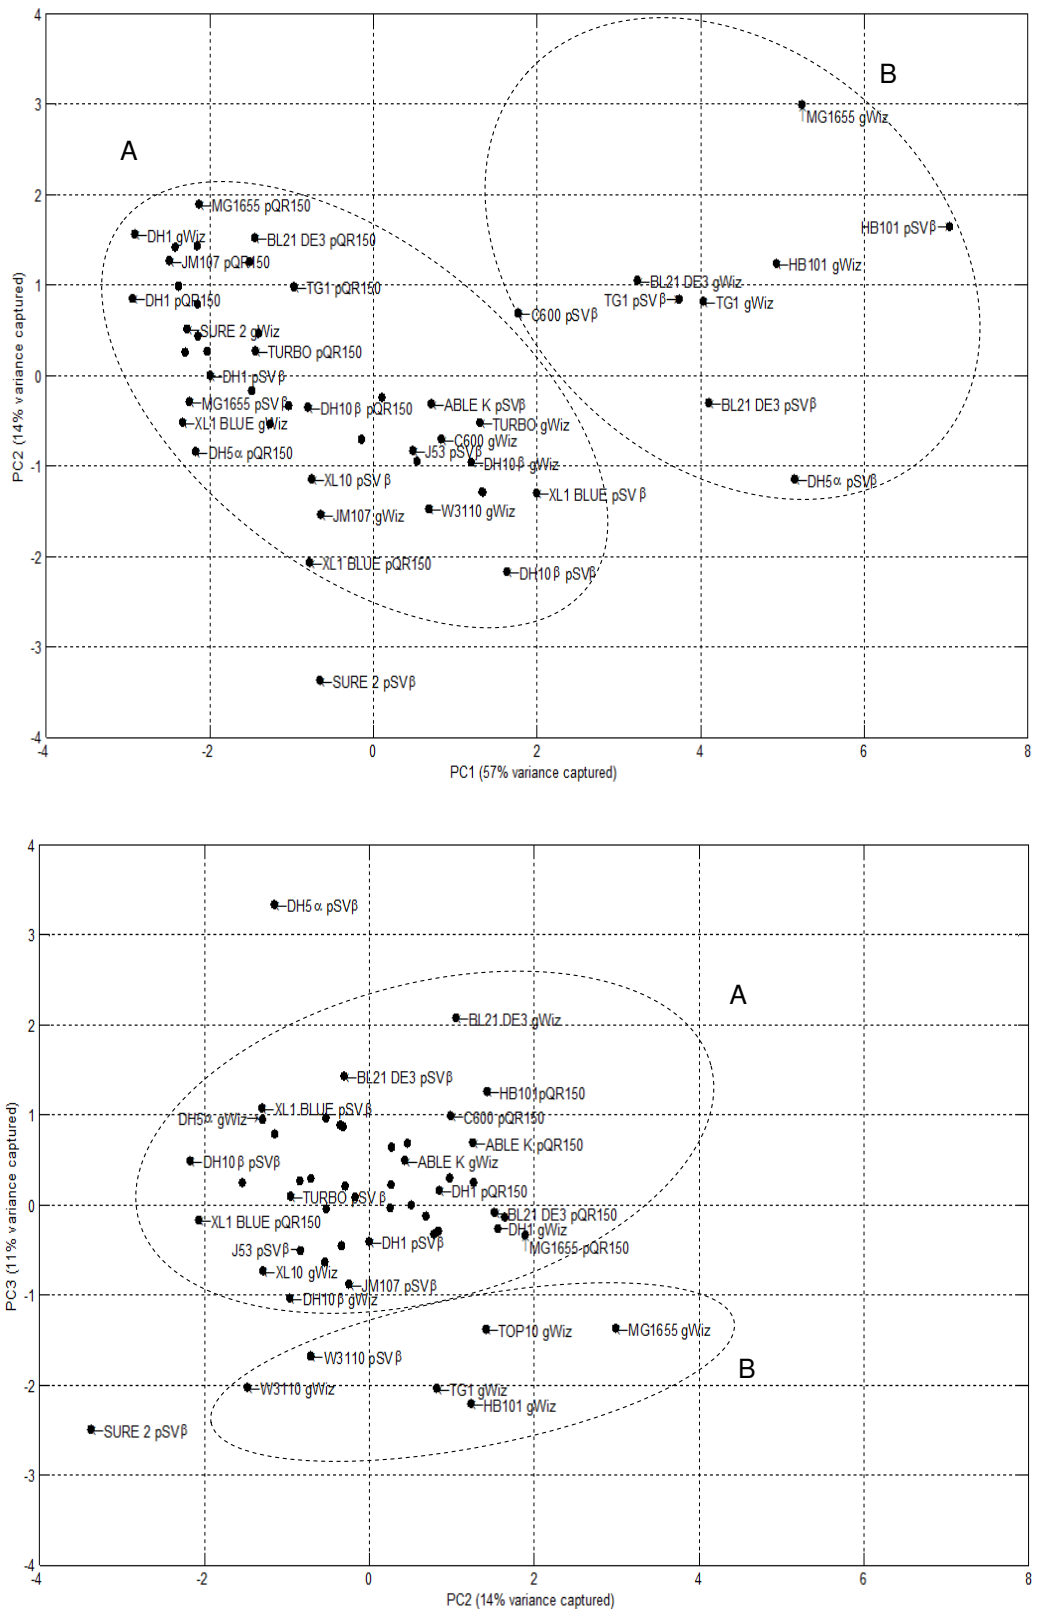 4
B
3
MG1655 gWiz
A
2
MG1655 pQR150
HB101 pSVβ
DH1 gWiz
BL21 DE3 pQR150
JM107 pQR150
HB101 gWiz
1
TG1 pQR150
BL21 DE3 gWiz
DH1 pQR150
TG1 pSVβ
TG1 gWiz
C600 pSVβ
SURE 2 gWiz
TURBO pQR150
0
DH1 pSVβ
MG1655 pSVβ
DH10β pQR150
ABLE K pSVβ
BL21 DE3 pSVβ
XL1 BLUE gWiz
TURBO gWiz
C600 gWiz
DH5α pQR150
J53 pSVβ
-1
DH10β gWiz
XL10 pSVβ
DH5α pSVβ
XL1 BLUE pSVβ
JM107 gWiz
W3110 gWiz
-2
XL1 BLUE pQR150
DH10β pSVβ
-3
SURE 2 pSVβ
-4
-4 -2 0 2 4 6 8
PC1 (57% variance captured)
PC2 (14% variance captured)
4
DH5α pSVβ
3
A
2
BL21 DE3 gWiz
BL21 DE3 pSVβ
HB101pQR150
1
XL1 BLUE pSVβ
DH5α gWiz
C600 pQR150
ABLE K pQR150
DH10β pSVβ
ABLE K gWiz
DH1 pQR150
TURBO pSVβ
0
XL1 BLUE pQR150
BL21 DE3 pQR150
DH1 gWiz
J53 pSVβ
DH1 pSVβ
MG1655 pQR150
XL10 gWiz
JM107 pSVβ
-1
DH10β gWiz
TOP10 gWiz
MG1655 gWiz
W3110 pSVβ
B
-2
W3110 gWiz
TG1 gWiz
HB101 gWiz
SURE 2 pSVβ
-3
-4
-4 -2 0 2 4 6 8
PC2 (14% variance captured)
PC3 (11% variance captured)